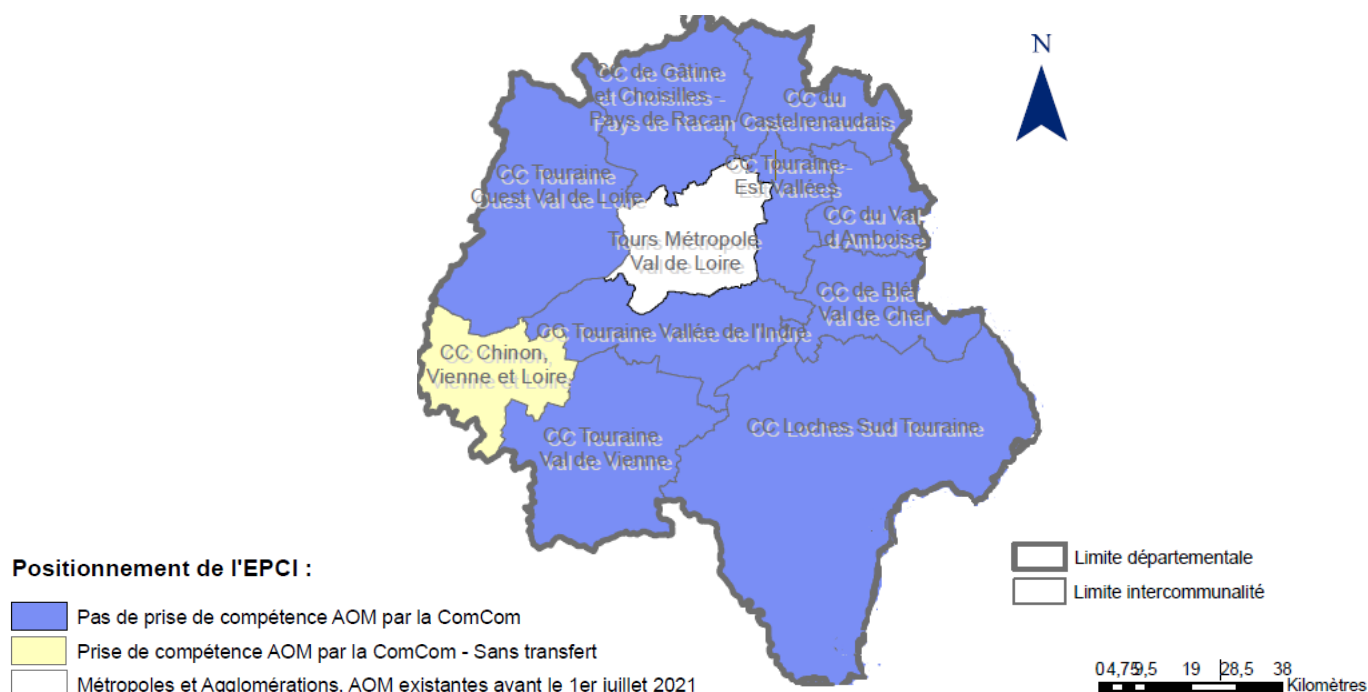 N
CC de Gâtine
et Choisilles -
Pays de Racan
CC du
Castelrenaudais
CC Touraine
Ouest Val de Loire
CC Touraine-
Est Vallées
CC du Val
d'Amboise
Tours Métropole
Val de Loire
CC de Bléré
Val de Cher
CC Touraine Vallée de l'Indre
CC Chinon,
Vienne et Loire
CC Loches Sud Touraine
CC Touraine
Val de Vienne
Positionnement de l'EPCI :
Pas de prise de compétence AOM par la ComCom
Prise de compétence AOM par la ComCom - Sans transfert
Métropoles et Agglomérations, AOM existantes avant le 1er juillet 2021
Limite départementale
Limite intercommunalité
0 4,75 9,5 19 28,5 38
Kilomètres